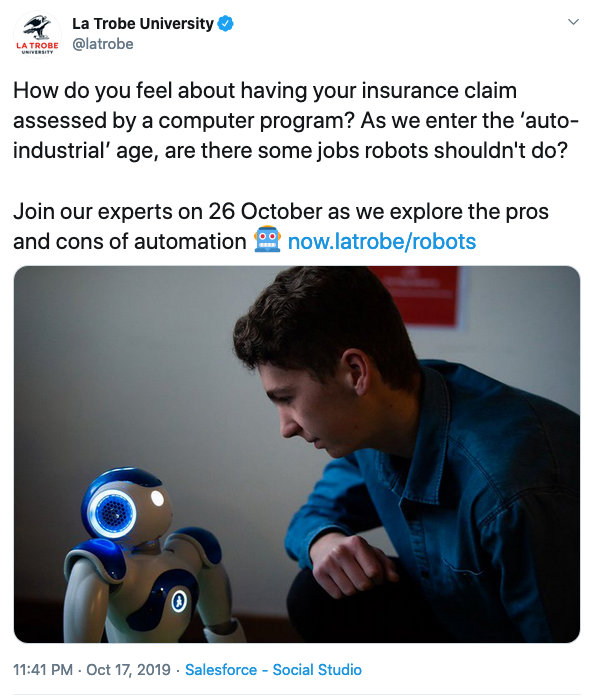 La Trobe University
@latrobe
LA TROBE
UNIVERSITY
How do you feel about having your insurance claim
assessed by a computer program? As we enter the ‘auto-
industrial’ age, are there some jobs robots shouldn't do?
Join our experts on 26 October as we explore the pros
and cons of automation 🤖 now.latrobe/robots
11:41 PM · Oct 17, 2019 · Salesforce - Social Studio